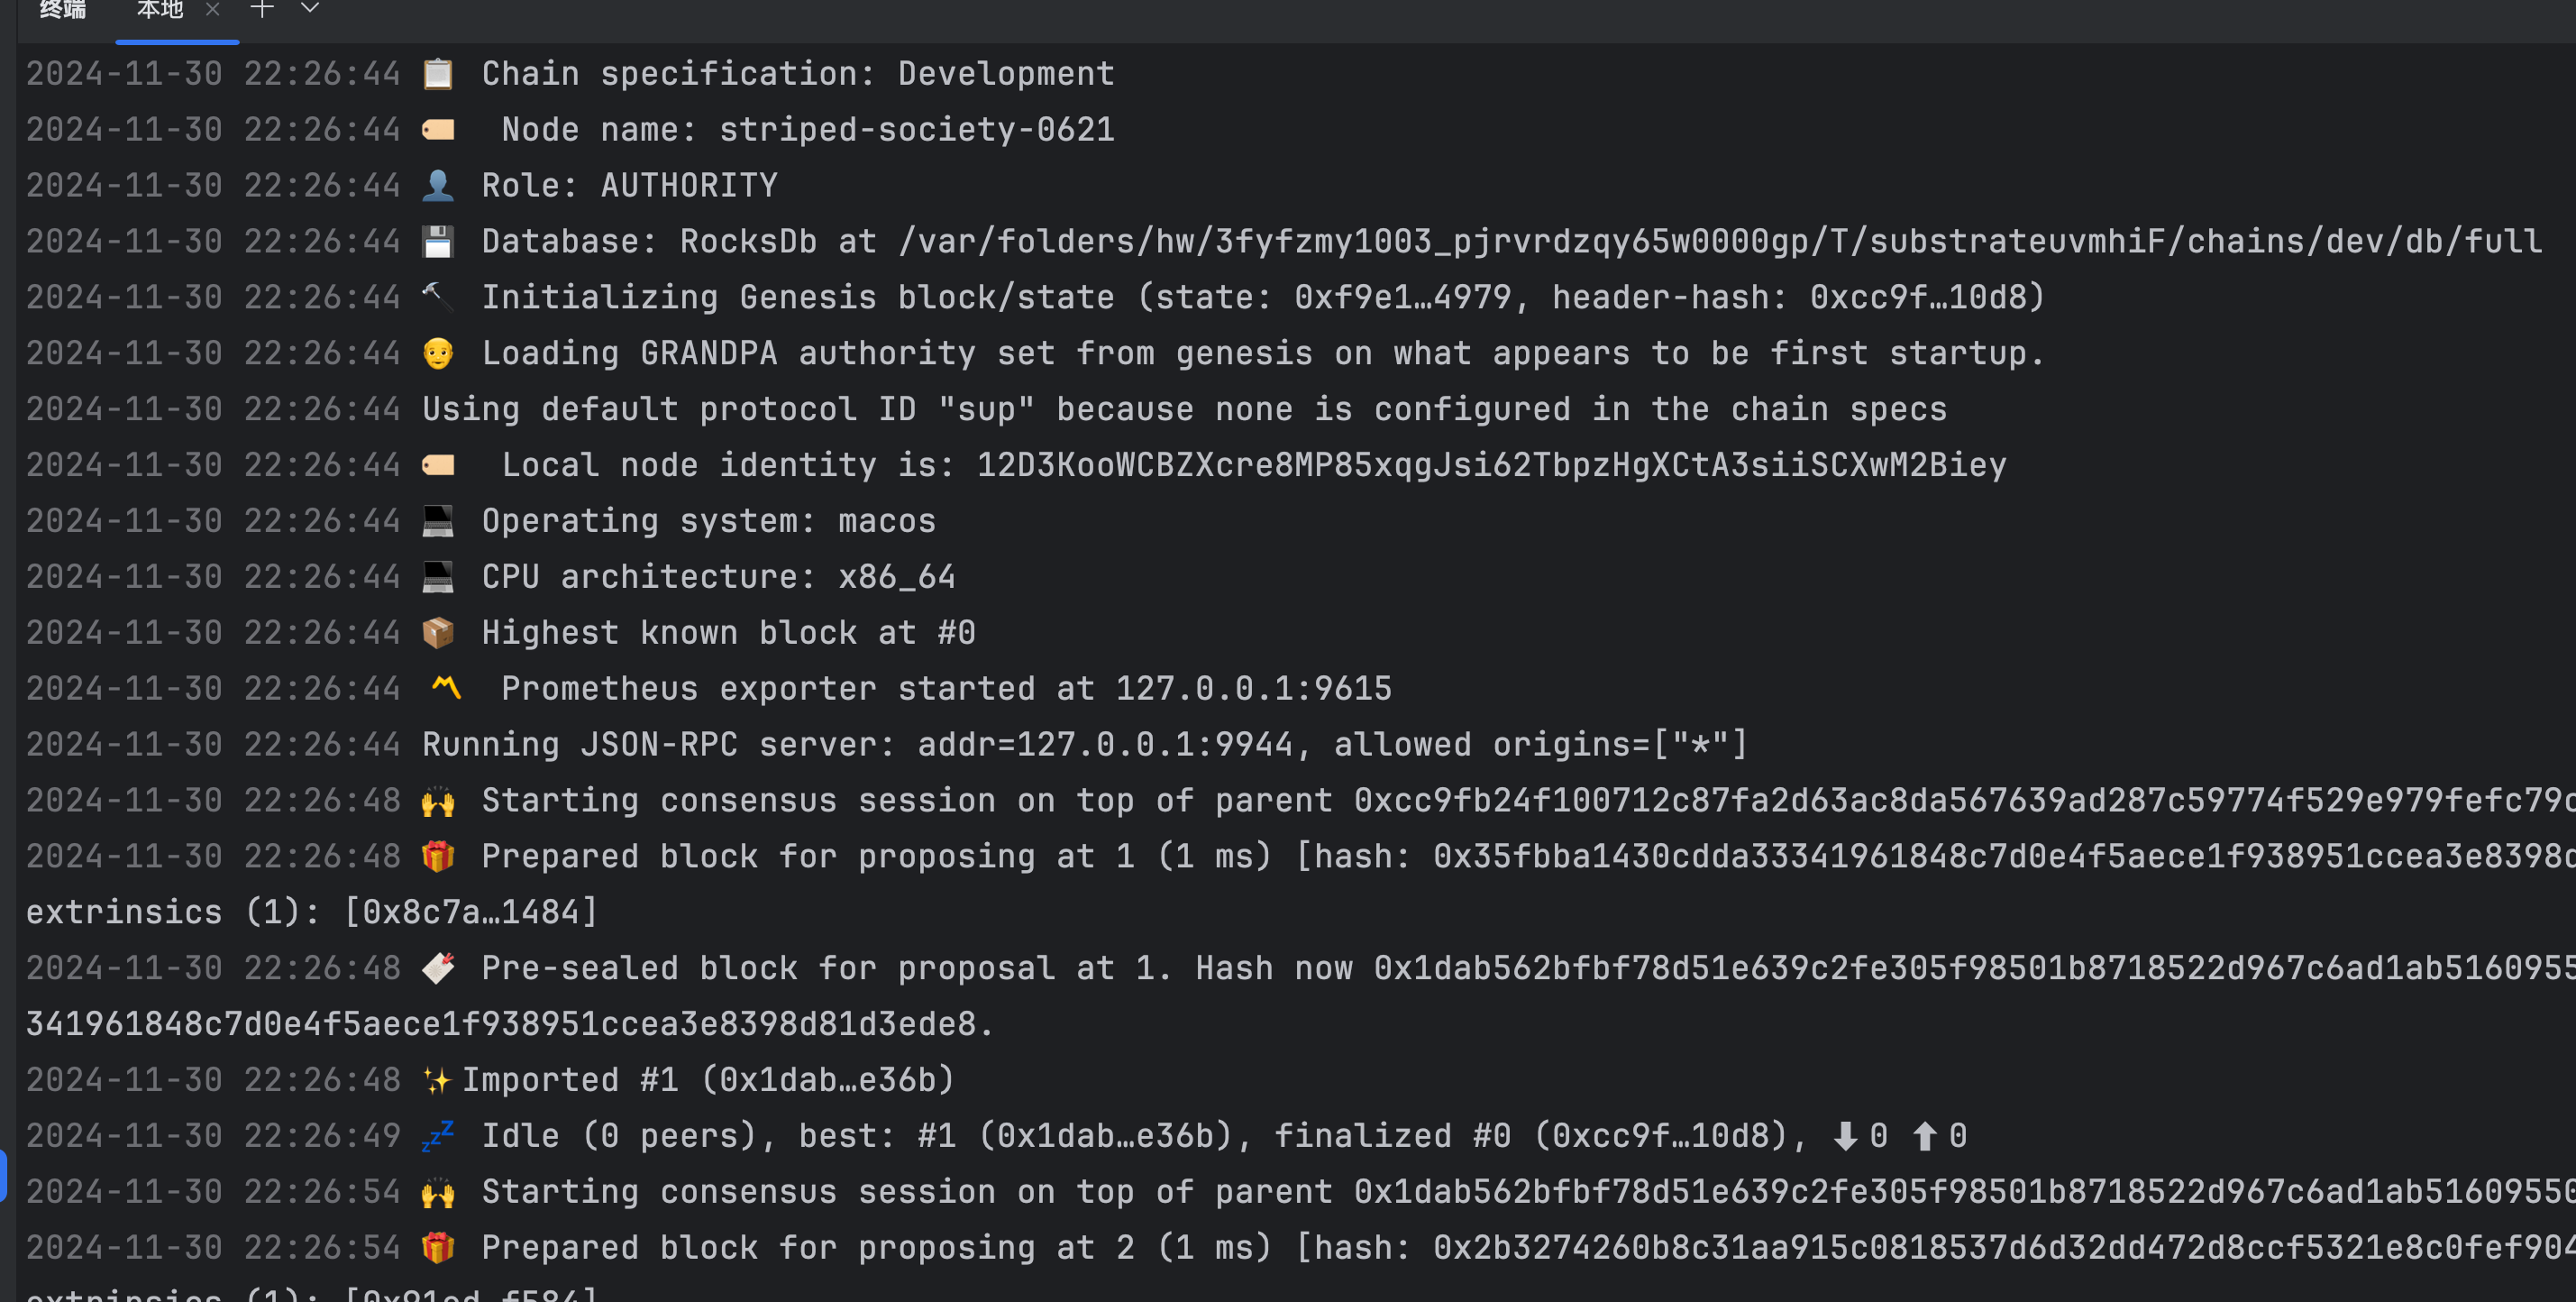 终端 本地
2024-11-30 22:26:44 📋 Chain specification: Development
2024-11-30 22:26:44 🏷 Node name: striped-society-0621
2024-11-30 22:26:44 👤 Role: AUTHORITY
2024-11-30 22:26:44 💾 Database: RocksDb at /var/folders/hw/3fyfzmy1003_pjrvrdzqy65w0000gp/T/substrateuvmhiF/chains/dev/db/full
2024-11-30 22:26:44 🔨 Initializing Genesis block/state (state: 0xf9e1…4979, header-hash: 0xcc9f…10d8)
2024-11-30 22:26:44 👴 Loading GRANDPA authority set from genesis on what appears to be first startup.
2024-11-30 22:26:44 Using default protocol ID "sup" because none is configured in the chain specs
2024-11-30 22:26:44 🏷 Local node identity is: 12D3KooWCBZXcre8MP85xqgJsi62TbpzHgXCtA3siiSCXwM2Biey
2024-11-30 22:26:44 💻 Operating system: macos
2024-11-30 22:26:44 💻 CPU architecture: x86_64
2024-11-30 22:26:44 📦 Highest known block at #0
2024-11-30 22:26:44 〽️ Prometheus exporter started at 127.0.0.1:9615
2024-11-30 22:26:44 Running JSON-RPC server: addr=127.0.0.1:9944, allowed origins=["*"]
2024-11-30 22:26:48 🙌 Starting consensus session on top of parent 0xcc9fb24f100712c87fa2d63ac8da567639ad287c59774f529e979fefc79c
2024-11-30 22:26:48 🎁 Prepared block for proposing at 1 (1 ms) [hash: 0x35fbba1430cdda33341961848c7d0e4f5aece1f938951ccea3e8398d
extrinsics (1): [0x8c7a…1484]
2024-11-30 22:26:48 🔖 Pre-sealed block for proposal at 1. Hash now 0x1dab562bfbf78d51e639c2fe305f98501b8718522d967c6ad1ab5160955
341961848c7d0e4f5aece1f938951ccea3e8398d81d3ede8.
2024-11-30 22:26:48 ✨ Imported #1 (0x1dab…e36b)
2024-11-30 22:26:49 💤 Idle (0 peers), best: #1 (0x1dab…e36b), finalized #0 (0xcc9f…10d8), ⬇ 0 ⬆ 0
2024-11-30 22:26:54 🙌 Starting consensus session on top of parent 0x1dab562bfbf78d51e639c2fe305f98501b8718522d967c6ad1ab51609550
2024-11-30 22:26:54 🎁 Prepared block for proposing at 2 (1 ms) [hash: 0x2b3274260b8c31aa915c0818537d6d32dd472d8ccf5321e8c0fef904
extrinsics (1):